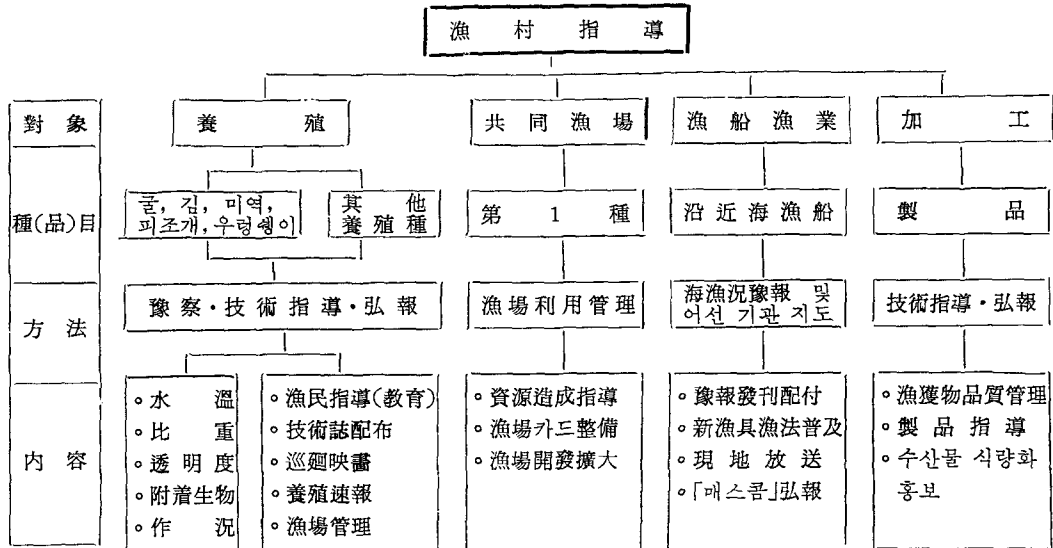 漁村指導
對象
養殖
共同漁場
漁船漁業
加工
種(品)目
굴, 김, 미역,
피조개, 우렁쉥이
其他
養殖種
第1種
沿近海漁船
製品
方法
豫察・技術指導・弘報
漁場利用管理
海漁況豫報 및
어선 기관 지도
技術指導・弘報
内容
◦水溫
◦比重
◦透明度
◦附着生物
◦作況
◦漁民指導(敎育)
◦技術誌配布
◦巡廻映畵
◦養殖速報
◦漁場管理
◦資源造成指導
◦漁場카드整備
◦漁場開發擴大
◦豫報發刊配付
◦新漁具漁法普及
◦現地放送
◦「매스콤」弘報
◦漁獲物品質管理
◦製品指導
◦수산물 식량화
홍보